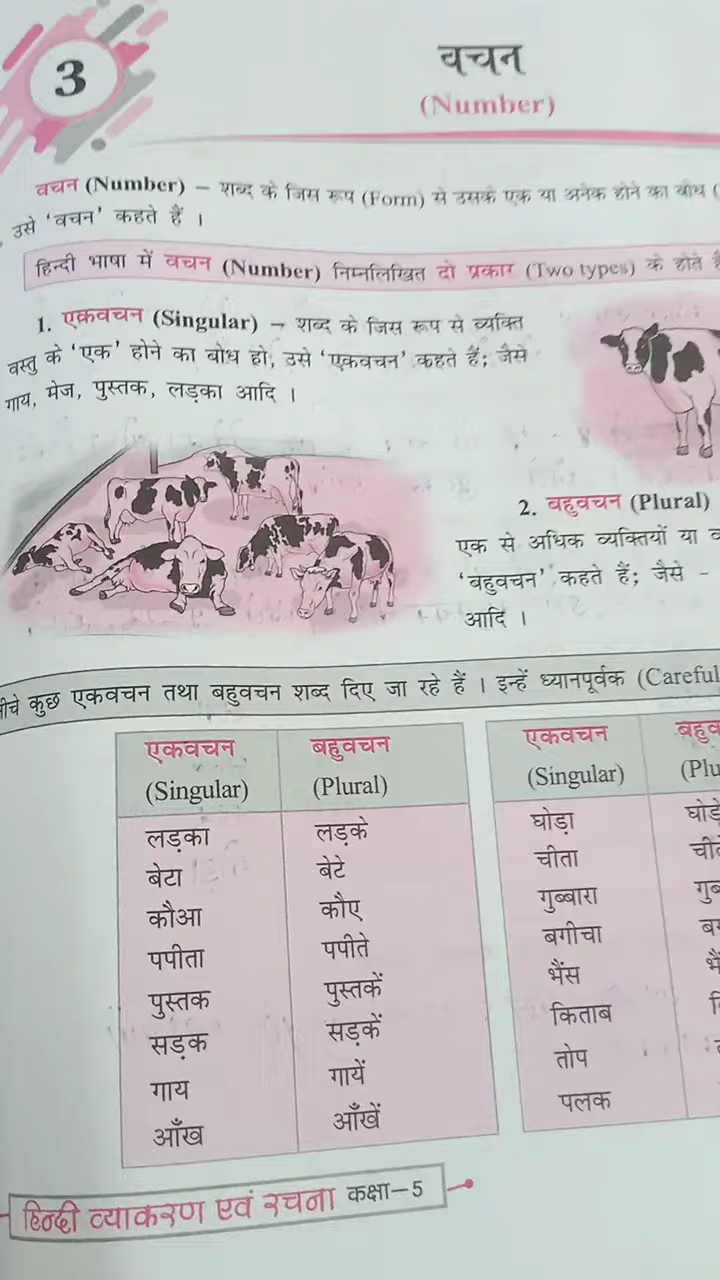 3
वचन
(Number)
वचन (Number) – शब्द के जिस रूप (Form) से उसके एक या अनेक होने का बोध (
उसे 'वचन' कहते हैं ।
हिन्दी भाषा में वचन (Number) निम्नलिखित दो प्रकार (Two types) के होते
1. एकवचन (Singular) – शब्द के जिस रूप से व्यक्ति
वस्तु के 'एक' होने का बोध हो, उसे 'एकवचन' कहते हैं; जैसे
गाय, मेज, पुस्तक, लड़का आदि ।
2. बहुवचन (Plural)
एक से अधिक व्यक्तियों या
'बहुवचन' कहते हैं; जैसे –
आदि ।
कुछ एकवचन तथा बहुवचन शब्द दिए जा रहे हैं । इन्हें ध्यानपूर्वक (Careful
एकवचन बहुवचन
(Singular) (Plural)
लड़का लड़के
बेटा बेटे
कौआ कौए
पपीता पपीते
पुस्तक पुस्तकें
सड़क सड़कें
गाय गायें
आँख आँखें
एकवचन
(Singular)
घोड़ा
चीता
गुब्बारा
बगीचा
भैंस
किताब
तोप
पलक
हिन्दी व्याकरण एवं रचना कक्षा–5